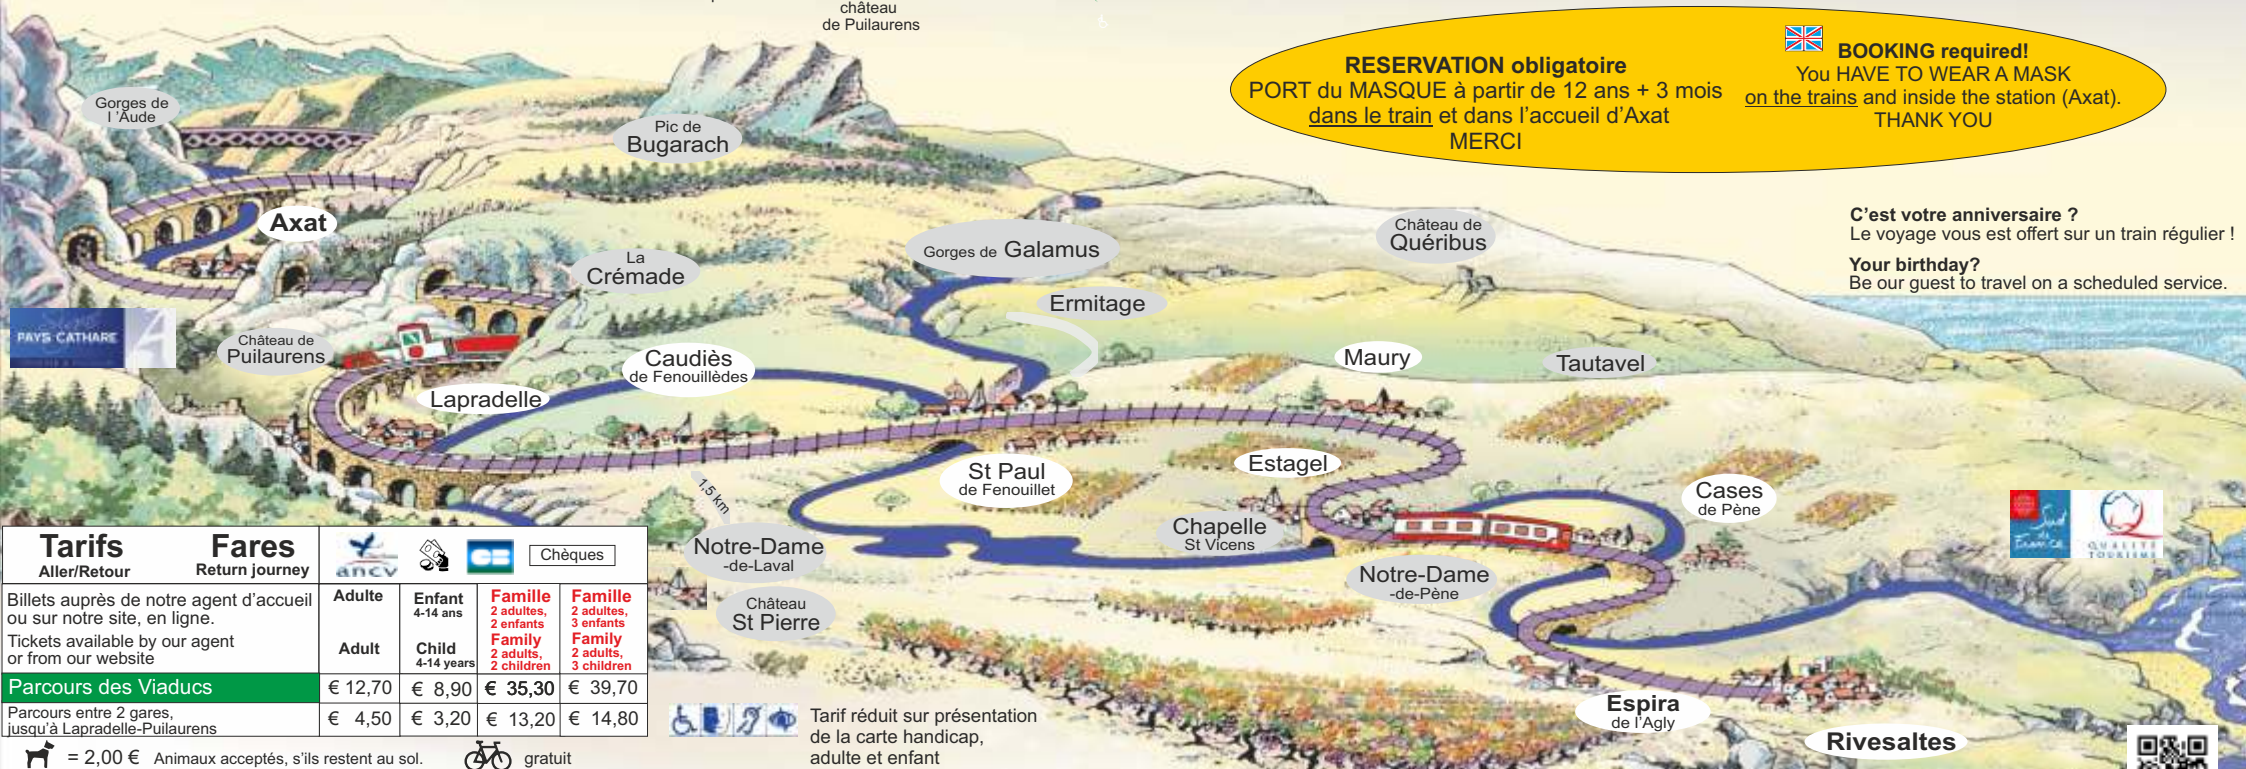 château
de Puilaurens
RESERVATION obligatoire
PORT du MASQUE à partir de 12 ans + 3 mois
dans le train et dans l'accueil d'Axat
MERCI
BOOKING required!
You HAVE TO WEAR A MASK
on the trains and inside the station (Axat).
THANK YOU
C'est votre anniversaire ?
Le voyage vous est offert sur un train régulier !
Your birthday?
Be our guest to travel on a scheduled service.
Gorges de
l 'Aude
Pic de
Bugarach
Axat
La
Crémade
Gorges de Galamus
Château de
Quéribus
Ermitage
PAYS CATHARE
Château de
Puilaurens
Caudiès
de Fenouillèdes
Lapradelle
Maury
Tautavel
St Paul
de Fenouillet
Estagel
Cases
de Pène
1,5 km
Notre-Dame
-de-Laval
Chapelle
St Vicens
Notre-Dame
-de-Pène
Château
St Pierre
Sud
de
France
QUALITÉ
TOURISME
Espira
de l'Agly
Rivesaltes
Tarifs
Aller/Retour
Fares
Return journey
ancv
CB
Chèques
Billets auprès de notre agent d'accueil
ou sur notre site, en ligne.
Tickets available by our agent
or from our website
Adulte
Adult
Enfant
4-14 ans
Child
4-14 years
Famille
2 adultes,
2 enfants
Family
2 adults,
2 children
Famille
2 adultes,
3 enfants
Family
2 adults,
3 children
Parcours des Viaducs € 12,70 € 8,90 € 35,30 € 39,70
Parcours entre 2 gares,
jusqu'à Lapradelle-Puilaurens
€ 4,50 € 3,20 € 13,20 € 14,80
= 2,00 € Animaux acceptés, s'ils restent au sol.
gratuit
Tarif réduit sur présentation
de la carte handicap,
adulte et enfant